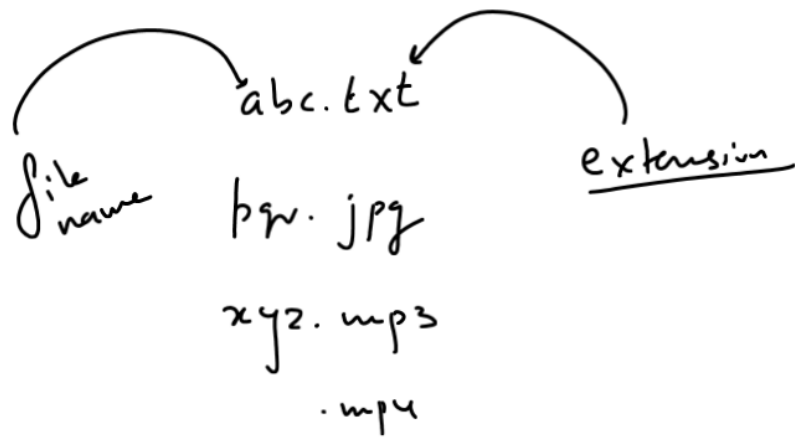 abc.txt
file
name
extension
pqr.jpg
xyz.mp3
.mp4